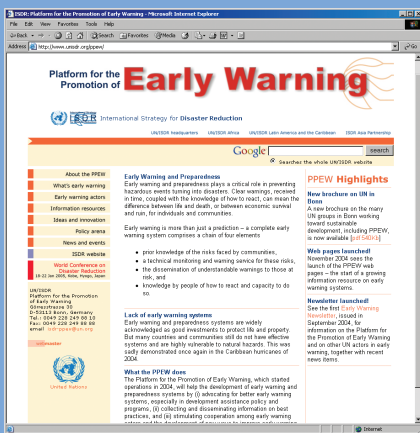 ISDR: Platform for the Promotion of Early Warning - Microsoft Internet Explorer
File Edit View Favorites Tools Help
Back Search Favorites Media
Address http://www.unisdr.org/ppew/ Go
Platform for the
Promotion of
Early Warning
ISDR International Strategy for Disaster Reduction
UN/ISDR Headquarters UN/ISDR Africa UN/ISDR Latin America and the Caribbean ISDR Asia Partnership
Google search
Searches the whole UN/ISDR website
About the PPEW
What's early warning
Early warning actors
Information resources
Ideas and innovation
Policy arena
News and events
ISDR website
World Conference on
Disaster Reduction
18-22 Jan 2005, Kobe, Hyogo, Japan
UN/ISDR
Platform for the Promotion
of Early Warning
Görresstrasse 30
D-53113 Bonn, Germany
Tel.: 0049 228 249 88 10
Fax: 0049 228 249 88 88
email isdr-ppew@un.org
webmaster
United Nations
Early Warning and Preparedness
Early warning and preparedness plays a critical role in preventing
hazardous events turning into disasters. Clear warnings, received
in time, coupled with the knowledge of how to react, can mean the
difference between life and death, or between economic survival
and ruin, for individuals and communities.
Early warning is more than just a prediction – a complete early
warning system comprises a chain of four elements
• prior knowledge of the risks faced by communities,
• a technical monitoring and warning service for these risks,
• the dissemination of understandable warnings to those at
risk, and
• knowledge by people of how to react and capacity to do
so.
Lack of early warning systems
Early warning and preparedness systems are widely
acknowledged as good investments to protect life and property.
But many countries and communities still do not have effective
systems and are highly vulnerable to natural hazards. This was
sadly demonstrated once again in the Caribbean hurricanes of
2004.
What the PPEW does
The Platform for the Promotion of Early Warning, which started
operations in 2004, will help the development of early warning and
preparedness systems by (i) advocating for better early warning
systems, especially in development assistance policy and
programs, (ii) collecting and disseminating information on best
practices, and (iii) stimulating cooperation among early warning
PPEW Highlights
New brochure on UN in
Bonn
New brochure on the many
UN groups in Bonn working
toward sustainable
development, including PPEW,
is now available [pdf 540Kb]
Web pages launched!
November 2004 sees the
launch of the PPEW web
pages – the start of a growing
information resource on early
warning systems.
Newsletter launched!
See the first Early Warning
Newsletter, issued in
September 2004, for
information on the Platform for
the Promotion of Early Warning
and on other UN actors in early
warning, together with recent
news items.
Internet